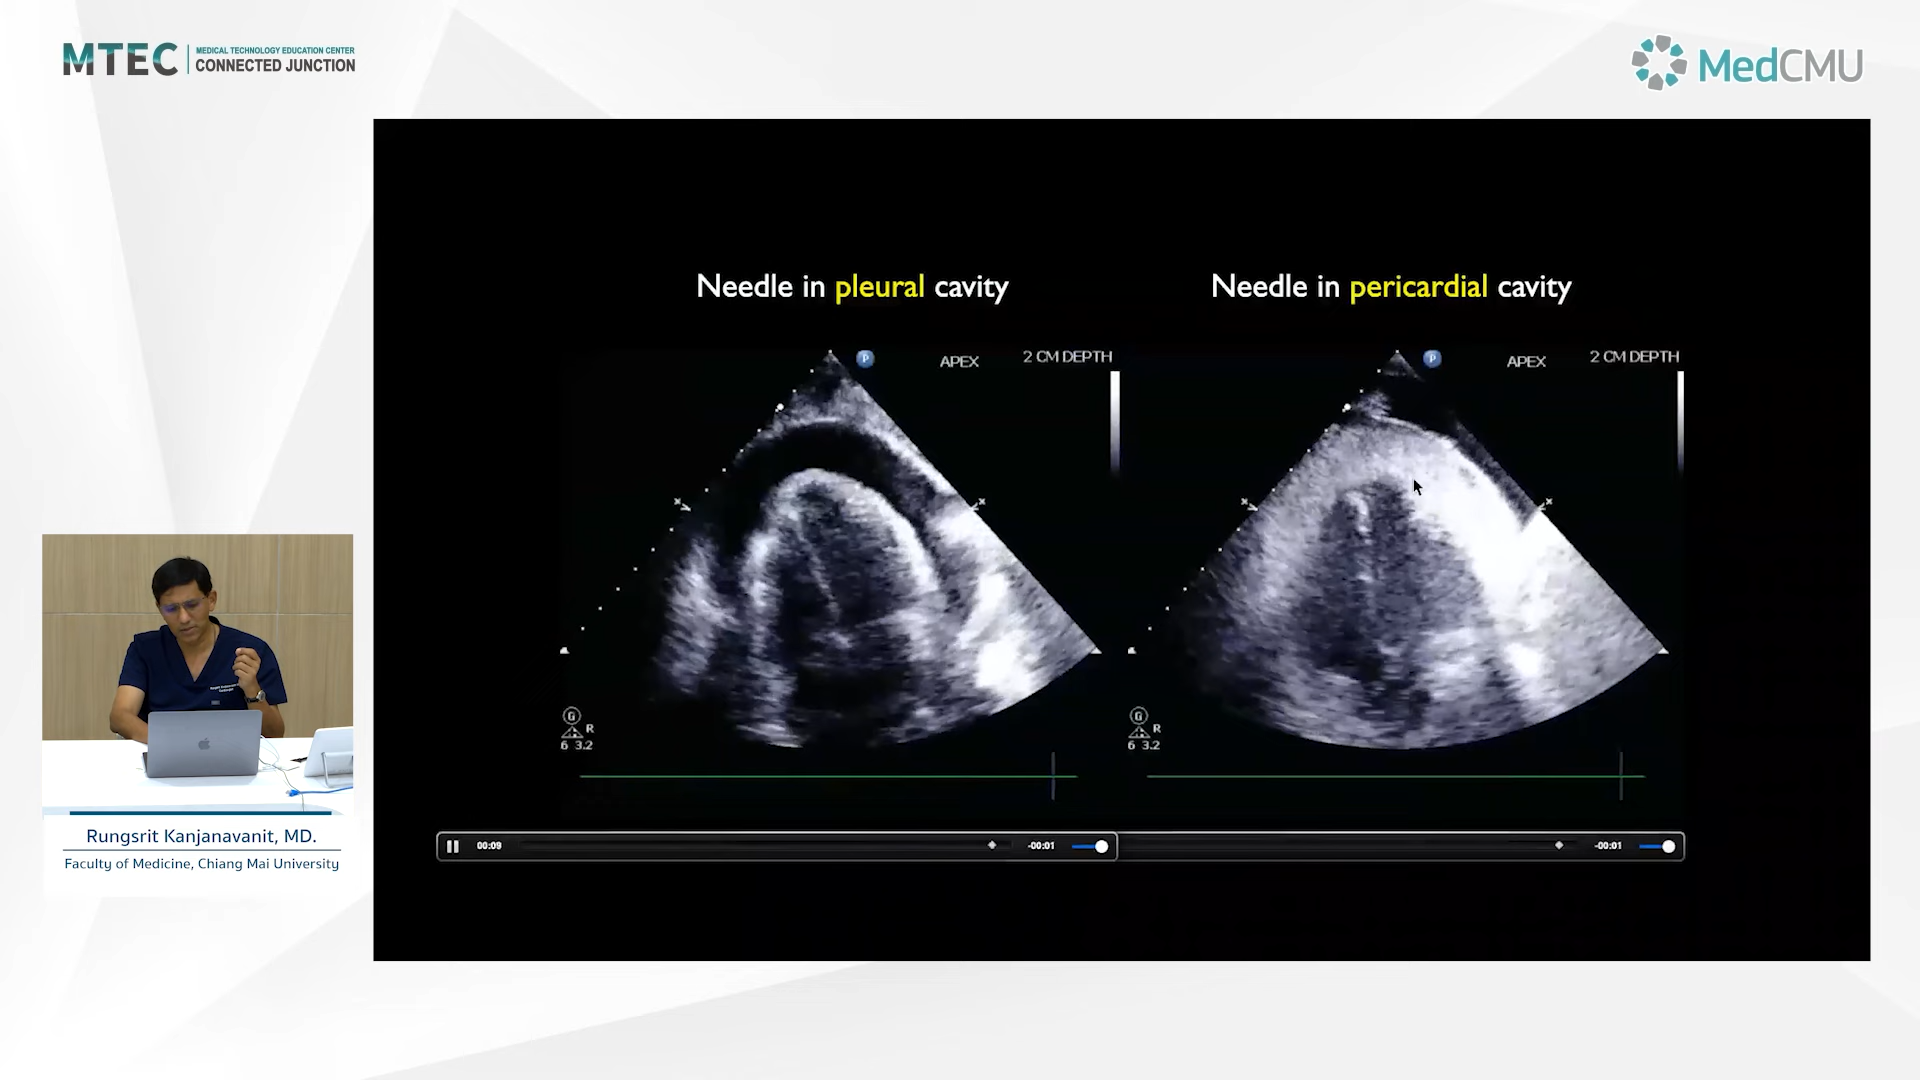 MTEC
MEDICAL TECHNOLOGY EDUCATION CENTER
CONNECTED JUNCTION
MedCMU
Needle in pleural cavity
Needle in pericardial cavity
P
APEX
2 CM DEPTH
P
APEX
2 CM DEPTH
G
R
6 3.2
G
R
6 3.2
00:09
-00:01
-00:01
Rungsrit Kanjanavanit, MD.
Faculty of Medicine, Chiang Mai University